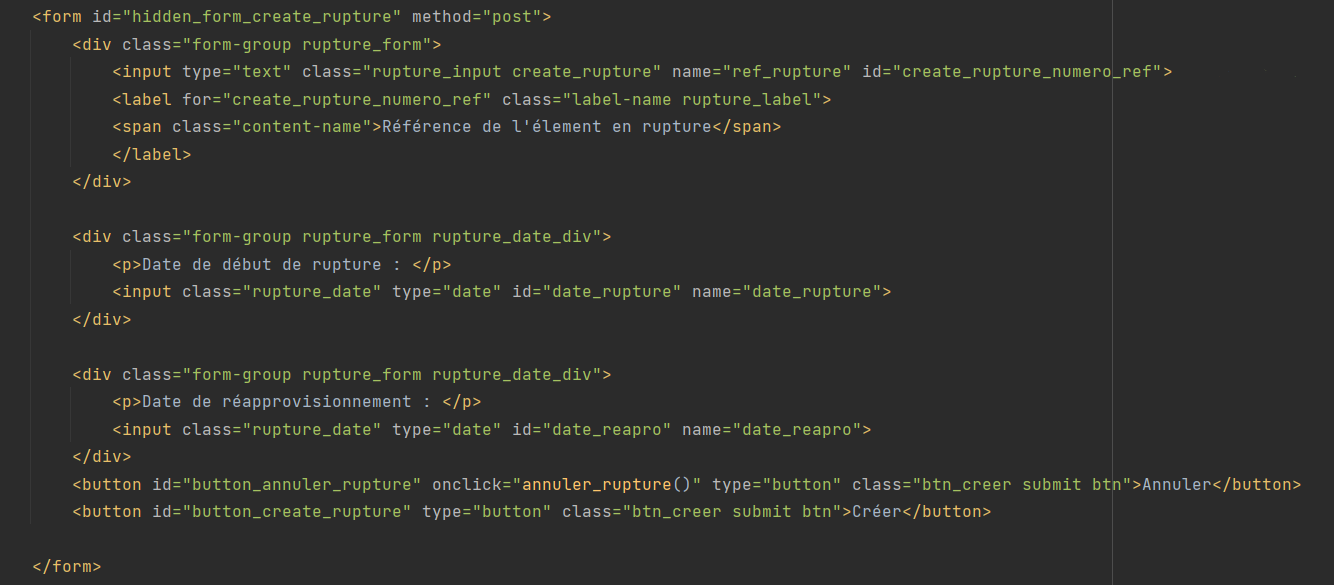 <form id="hidden_form_create_rupture" method="post">
<div class="form-group rupture_form">
<input type="text" class="rupture_input create_rupture" name="ref_rupture" id="create_rupture_numero_ref">
<label for="create_rupture_numero_ref" class="label-name rupture_label">
<span class="content-name">Référence de l'élement en rupture</span>
</label>
</div>
<div class="form-group rupture_form rupture_date_div">
<p>Date de début de rupture : </p>
<input class="rupture_date" type="date" id="date_rupture" name="date_rupture">
</div>
<div class="form-group rupture_form rupture_date_div">
<p>Date de réapprovisionnement : </p>
<input class="rupture_date" type="date" id="date_reapro" name="date_reapro">
</div>
<button id="button_annuler_rupture" onclick="annuler_rupture()" type="button" class="btn_creer submit btn">Annuler</button>
<button id="button_create_rupture" type="button" class="btn_creer submit btn">Créer</button>
</form>